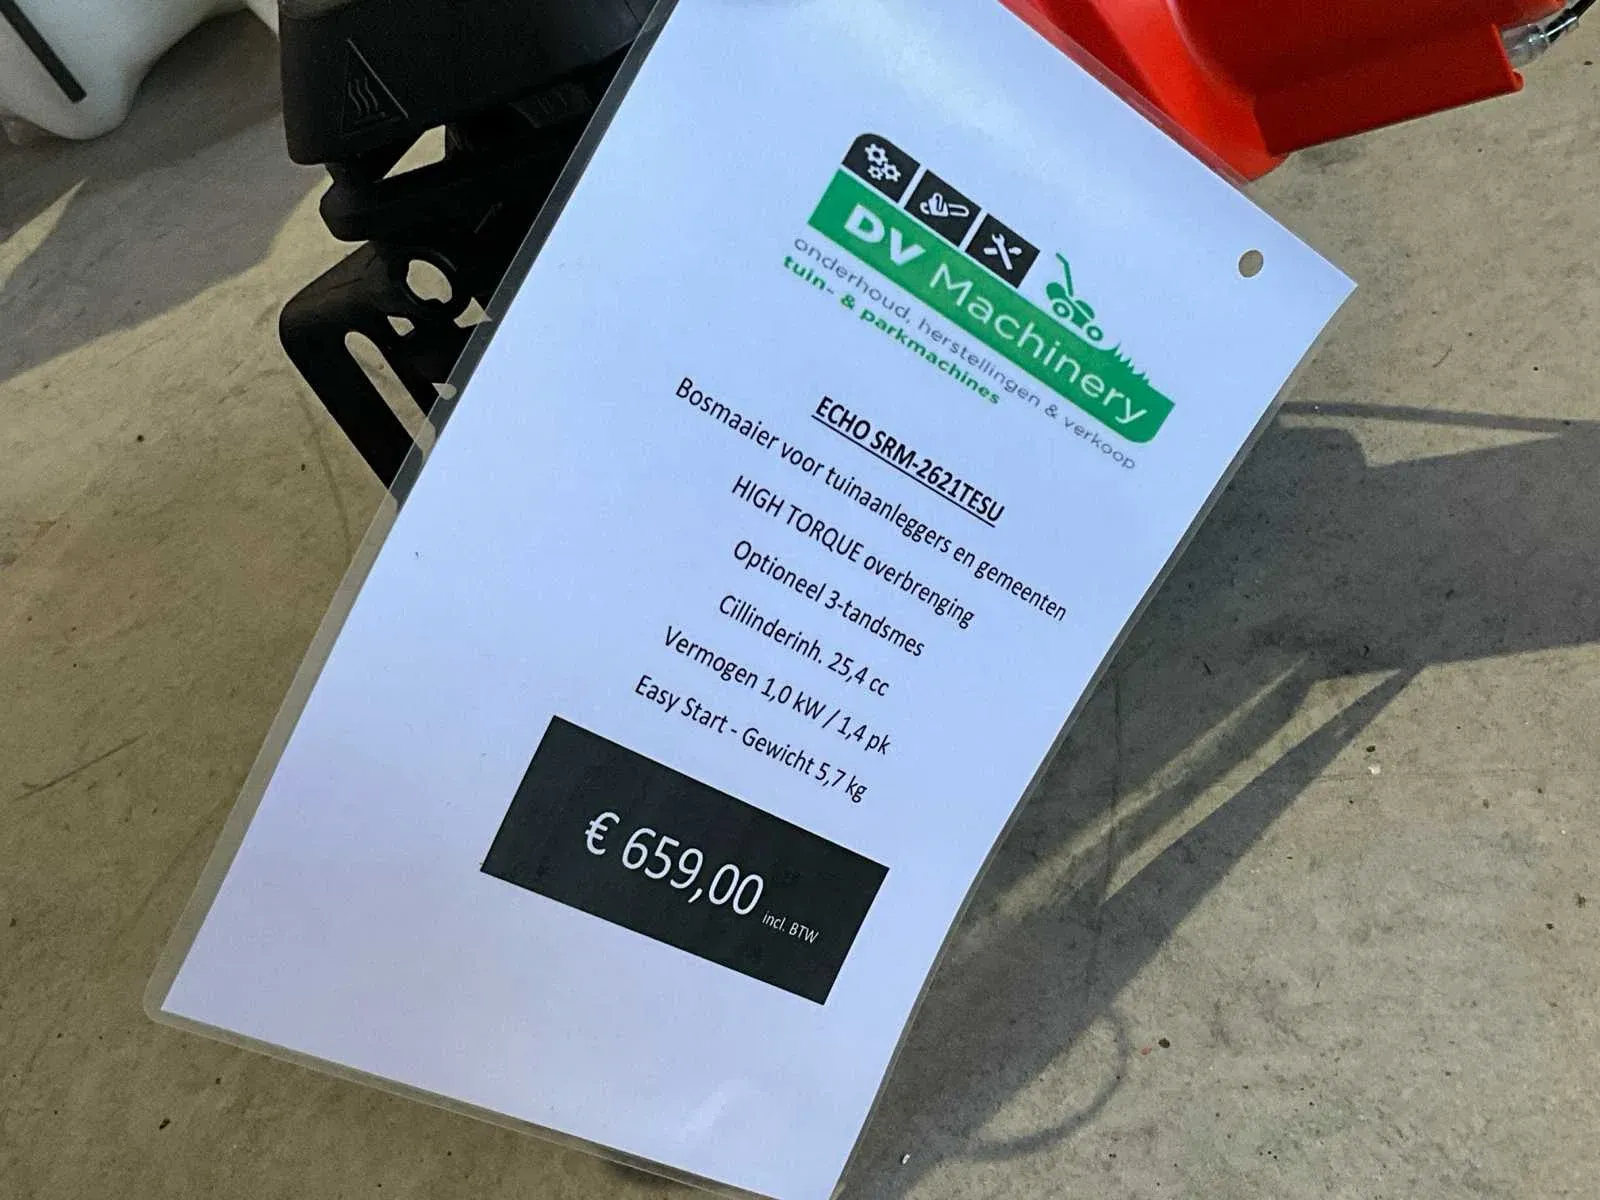 DV Machinery
onderhoud, herstellingen & verkoop
tuin- & parkmachines
ECHO SRM-2621TESU
Bosmaaier voor tuinaanleggers en gemeenten
HIGH TORQUE overbrenging
Optioneel 3-tandsmes
Cillinderinh. 25,4 cc
Vermogen 1,0 kW / 1,4 pk
Easy Start - Gewicht 5,7 kg
€ 659,00 incl. BTW